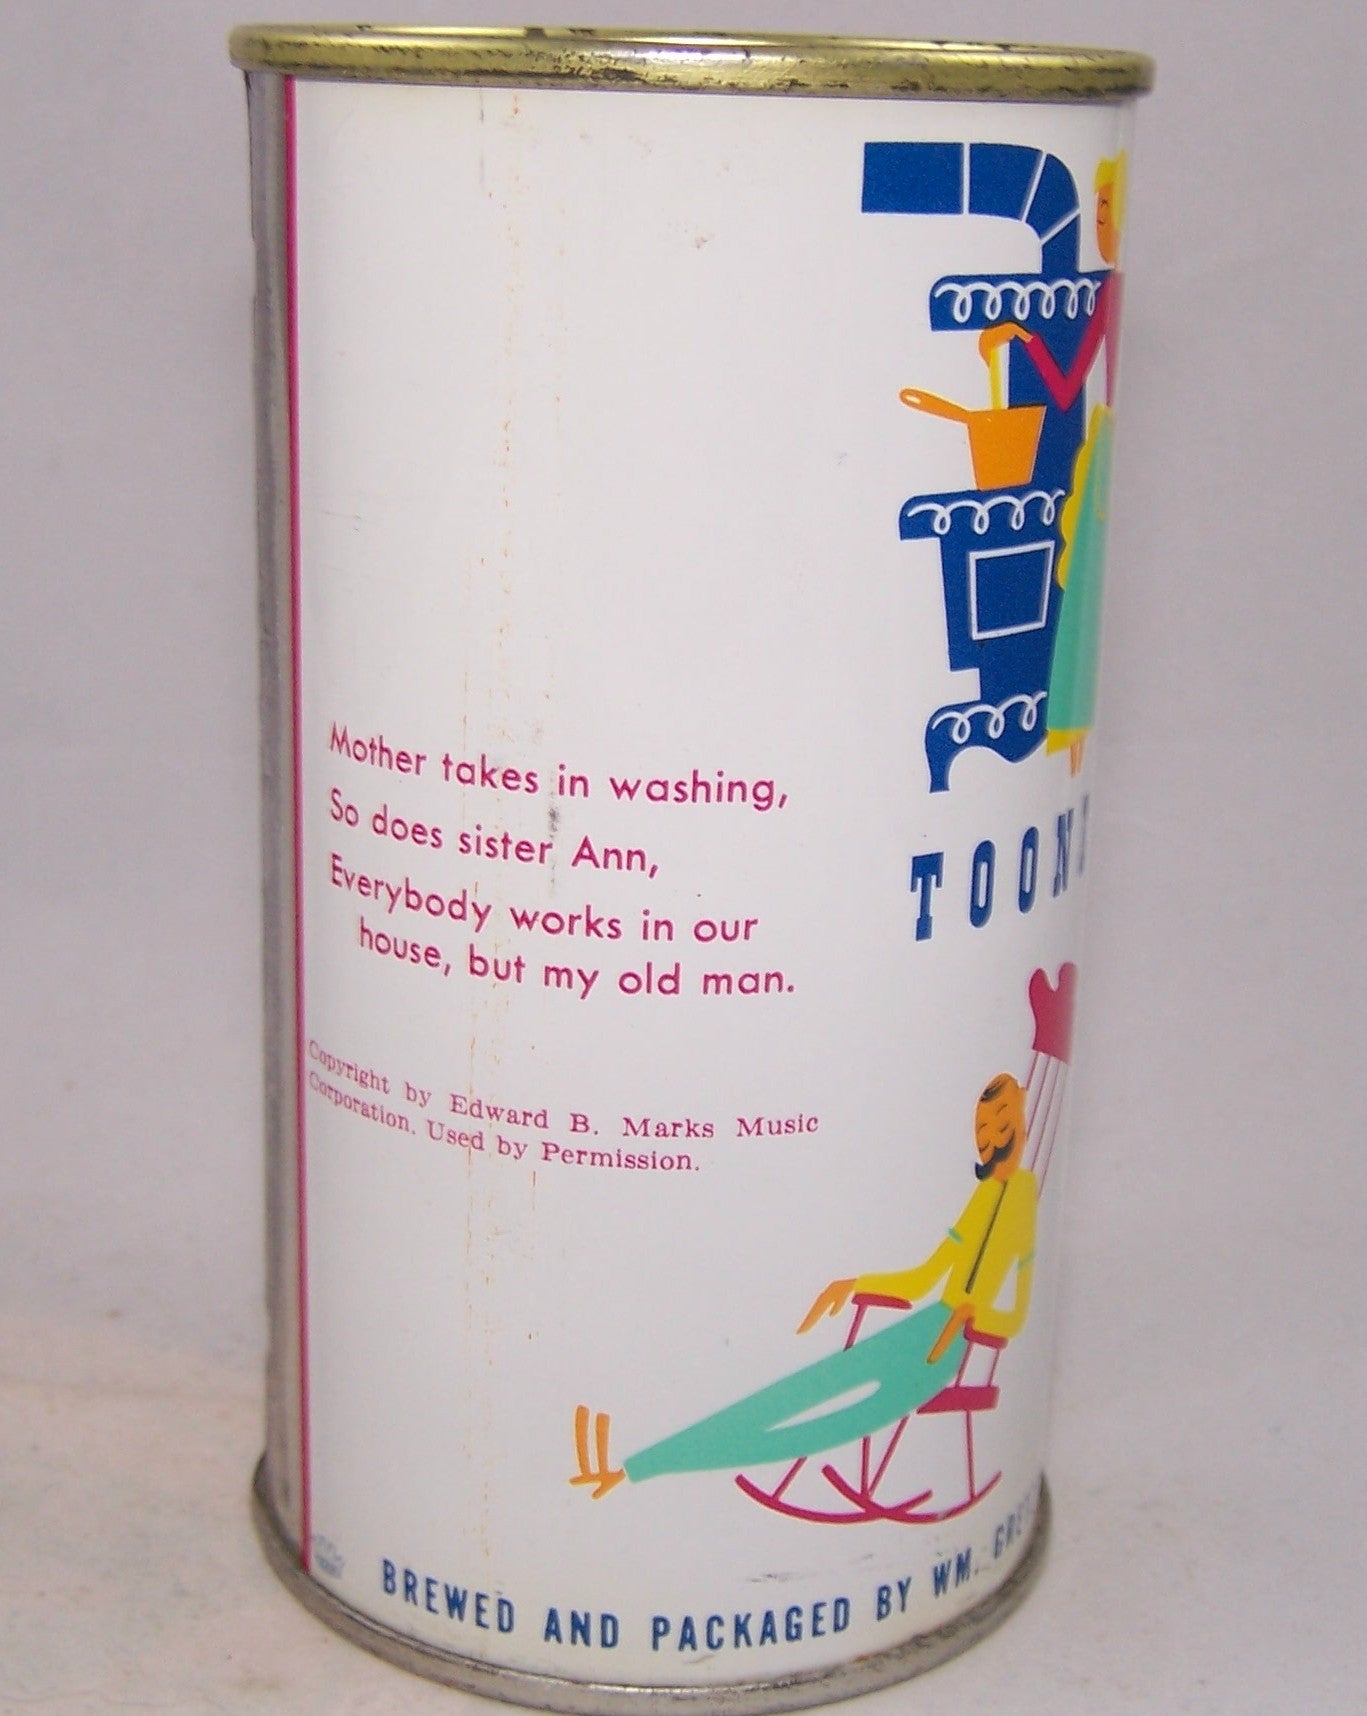 Mother takes in washing,
So does sister Ann,
Everybody works in our
house, but my old man.
Copyright by Edward B. Marks Music
Corporation. Used by Permission.
TOON
BREWED AND PACKAGED BY WM.